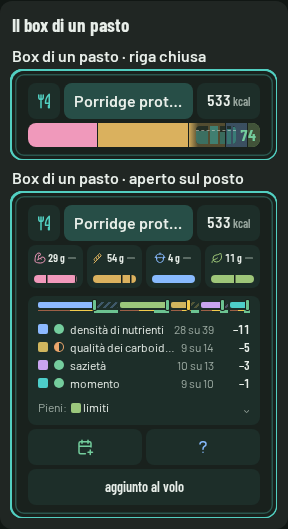 Il box di un pasto
Box di un pasto · riga chiusa
Porridge prot... 533 kcal
74
Box di un pasto · aperto sul posto
Porridge prot... 533 kcal
29 g — 54 g — 4 g — 11 g —
densità di nutrienti 28 su 39 –11
qualità dei carboid... 9 su 14 –5
sazietà 10 su 13 –3
momento 9 su 10 –1
Pieni: limiti
?
aggiunto al volo